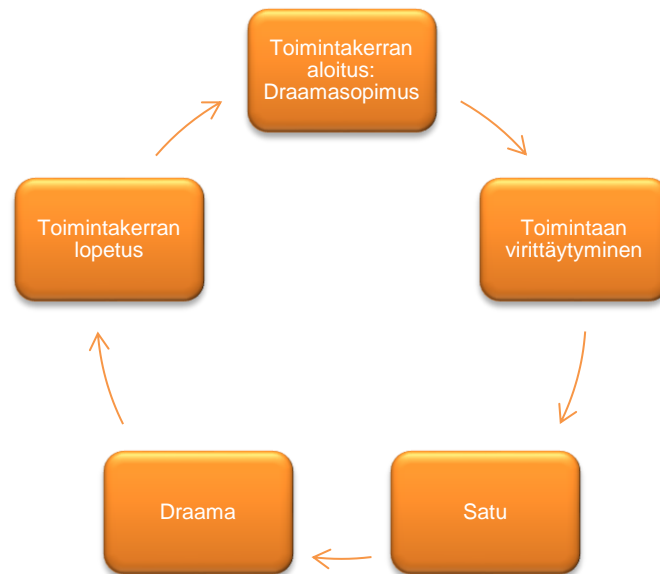 Toimintakerran
aloitus:
Draamasopimus
Toimintaan
virittäytyminen
Satu
Draama
Toimintakerran
lopetus